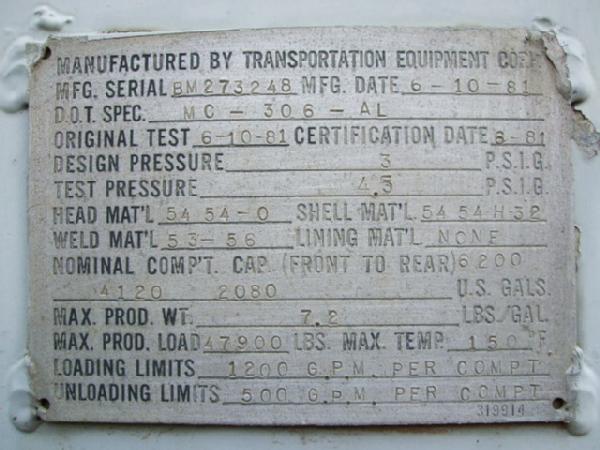 MANUFACTURED BY TRANSPORTATION EQUIPMENT CORP.
MFG. SERIAL BM273248 MFG. DATE 6-10-81
D.O.T. SPEC. MC - 306 - AL
ORIGINAL TEST 6-10-81 CERTIFICATION DATE 8-81
DESIGN PRESSURE 3 P.S.I.G.
TEST PRESSURE 4.5 P.S.I.G.
HEAD MAT'L 5454-0 SHELL MAT'L 5454H32
WELD MAT'L 53-56 LINING MAT'L NONE
NOMINAL COMP'T. CAP. (FRONT TO REAR) 6200
4120 2080 U.S. GALS.
MAX. PROD. WT. 7.2 LBS/GAL.
MAX. PROD. LOAD 47900 LBS. MAX. TEMP. 150 °F.
LOADING LIMITS 1200 G.P.M. PER COMPT
UNLOADING LIMITS 500 G.P.M. PER COMPT